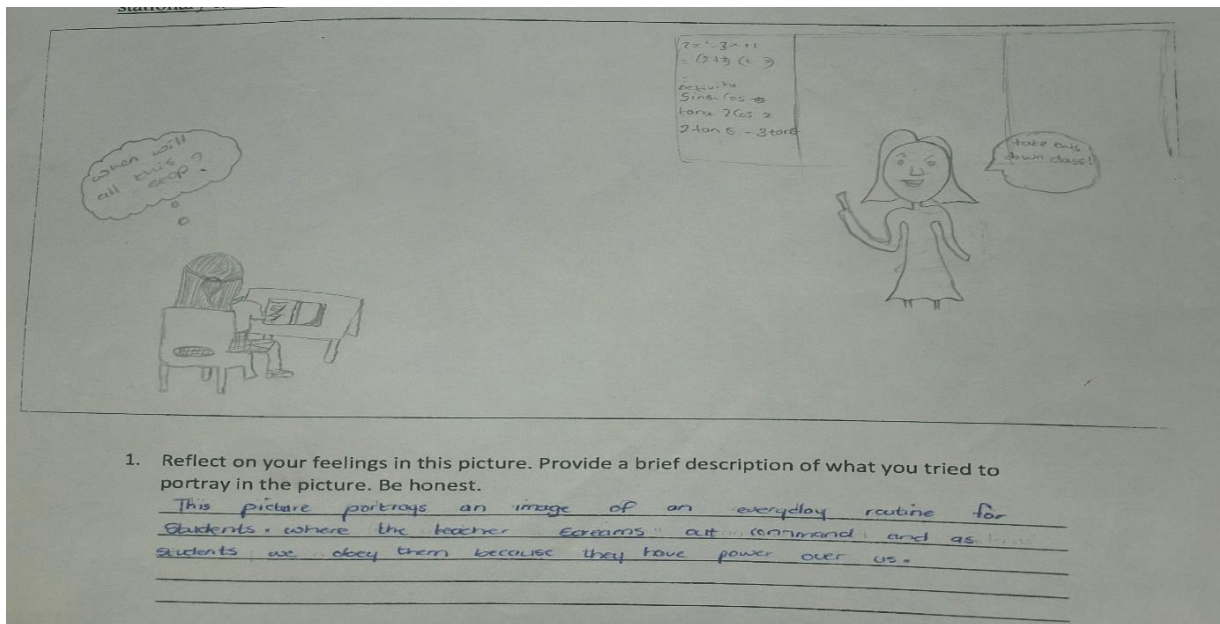 when will
all this
stop?
take this
down class!
1. Reflect on your feelings in this picture. Provide a brief description of what you tried to
portray in the picture. Be honest.
This picture portrays an image of an everyday routine for
Students. where the teacher screams out command and as
students we obey them because they have power over us.